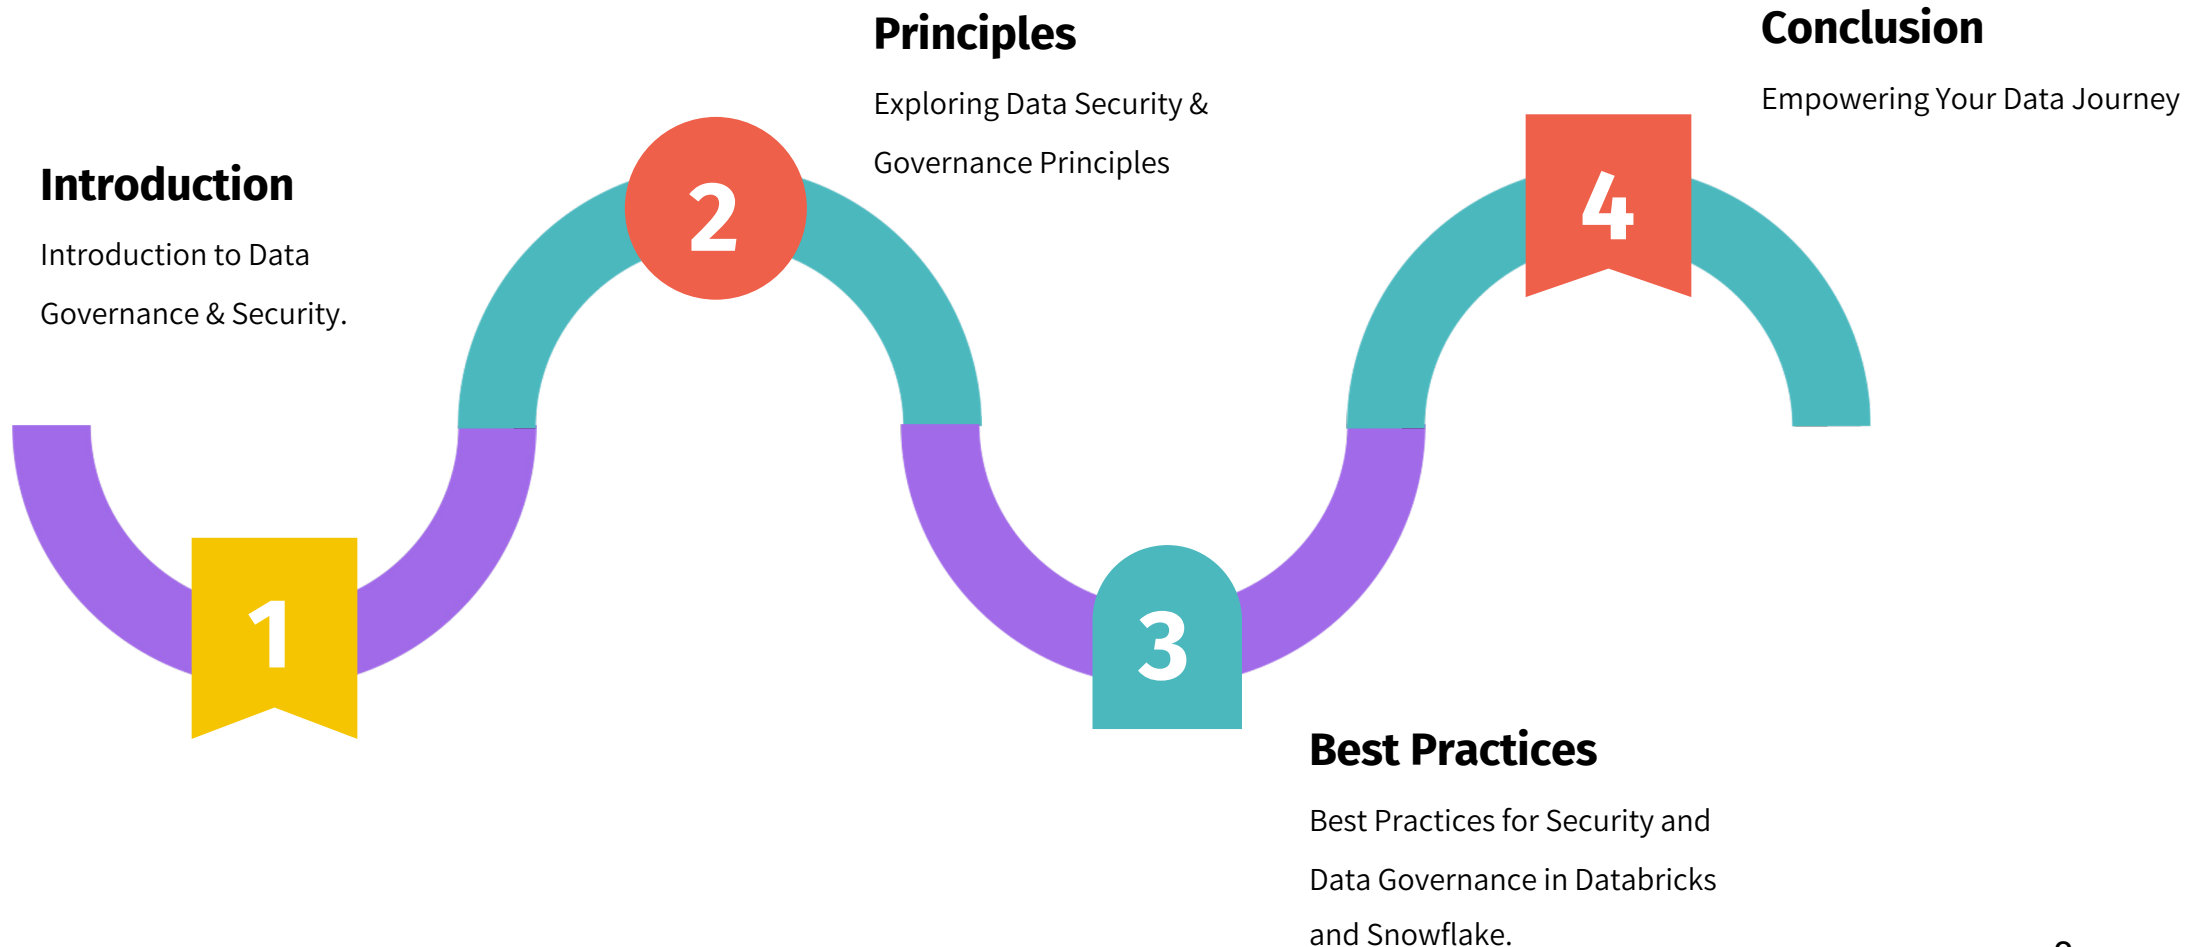 Introduction
Introduction to Data
Governance & Security.
1
Principles
Exploring Data Security &
Governance Principles
2
3
Best Practices
Best Practices for Security and
Data Governance in Databricks
and Snowflake.
Conclusion
Empowering Your Data Journey
4